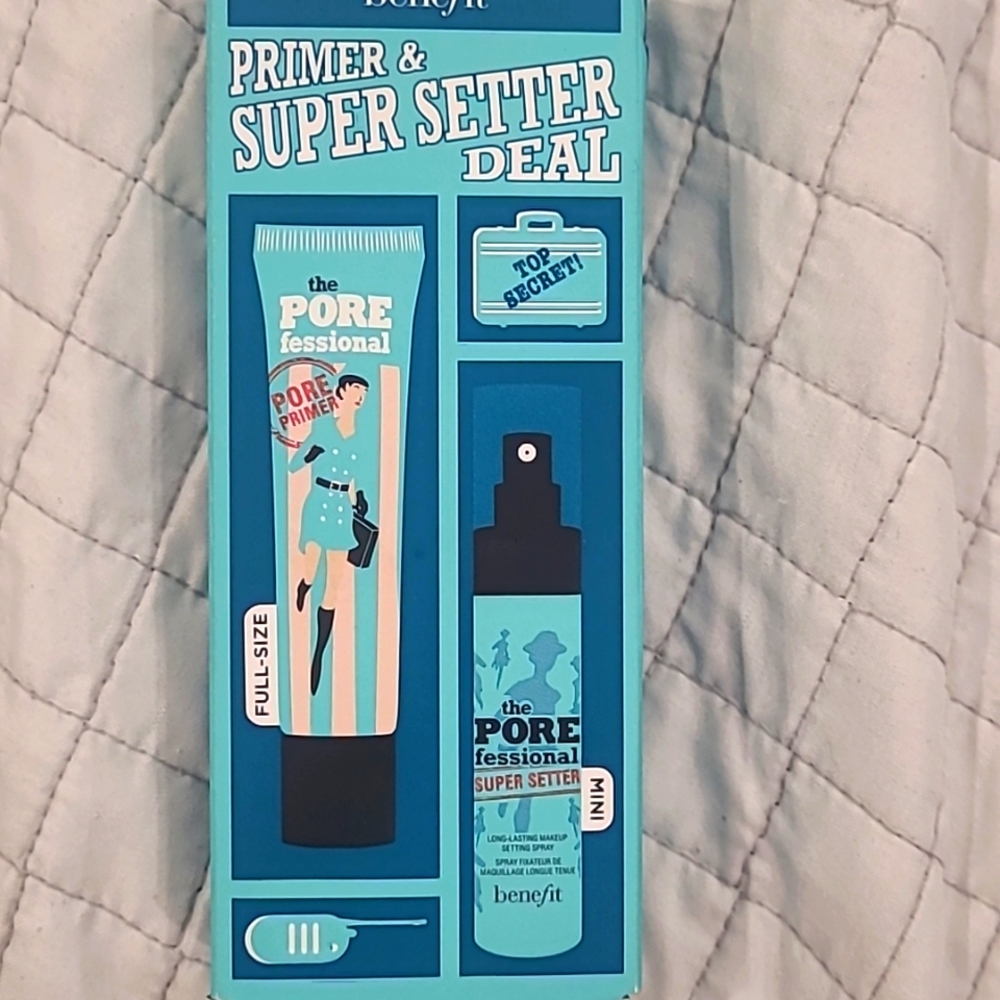 benefit
PRIMER &
SUPER SETTER
DEAL
the
PORE
fessional
PORE
PRIMER
FULL-SIZE
TOP
SECRET!
the
PORE
fessional
SUPER SETTER
MINI
LONG-LASTING MAKEUP
SETTING SPRAY
SPRAY FIXATEUR DE
MAQUILLAGE LONGUE TENUE
benefit